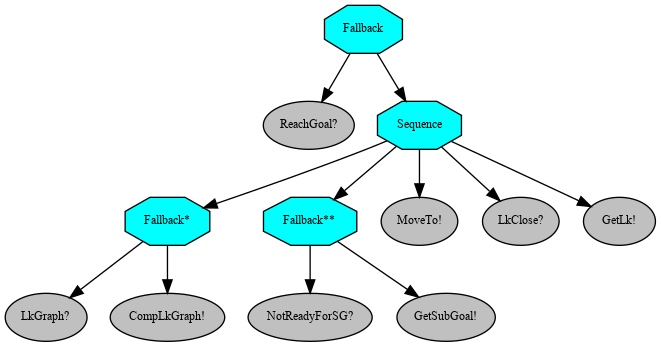 Fallback
ReachGoal?
Sequence
Fallback*
Fallback**
MoveTo!
LkClose?
GetLk!
LkGraph?
CompLkGraph!
NotReadyForSG?
GetSubGoal!